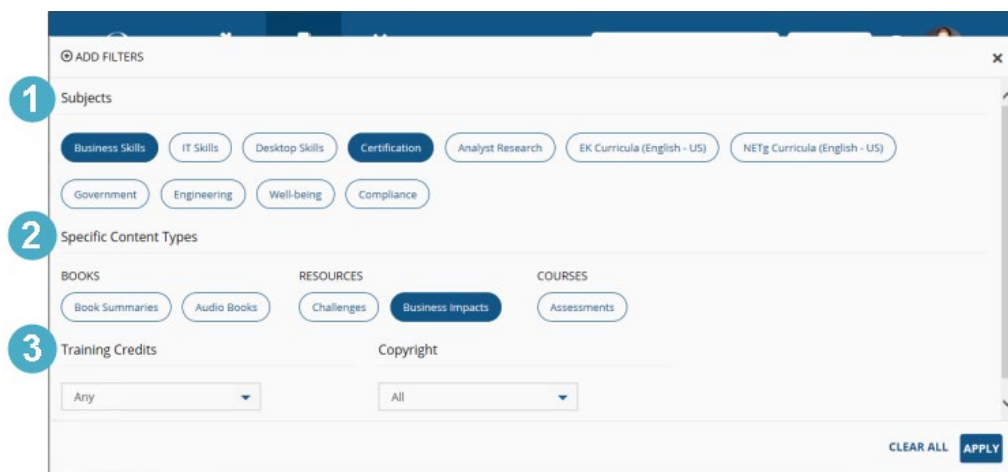 ⊕ ADD FILTERS ×
1 Subjects
Business Skills IT Skills Desktop Skills Certification Analyst Research EK Curricula (English - US) NETg Curricula (English - US)
Government Engineering Well-being Compliance
2 Specific Content Types
BOOKS RESOURCES COURSES
Book Summaries Audio Books Challenges Business Impacts Assessments
3 Training Credits Copyright
Any All
CLEAR ALL APPLY